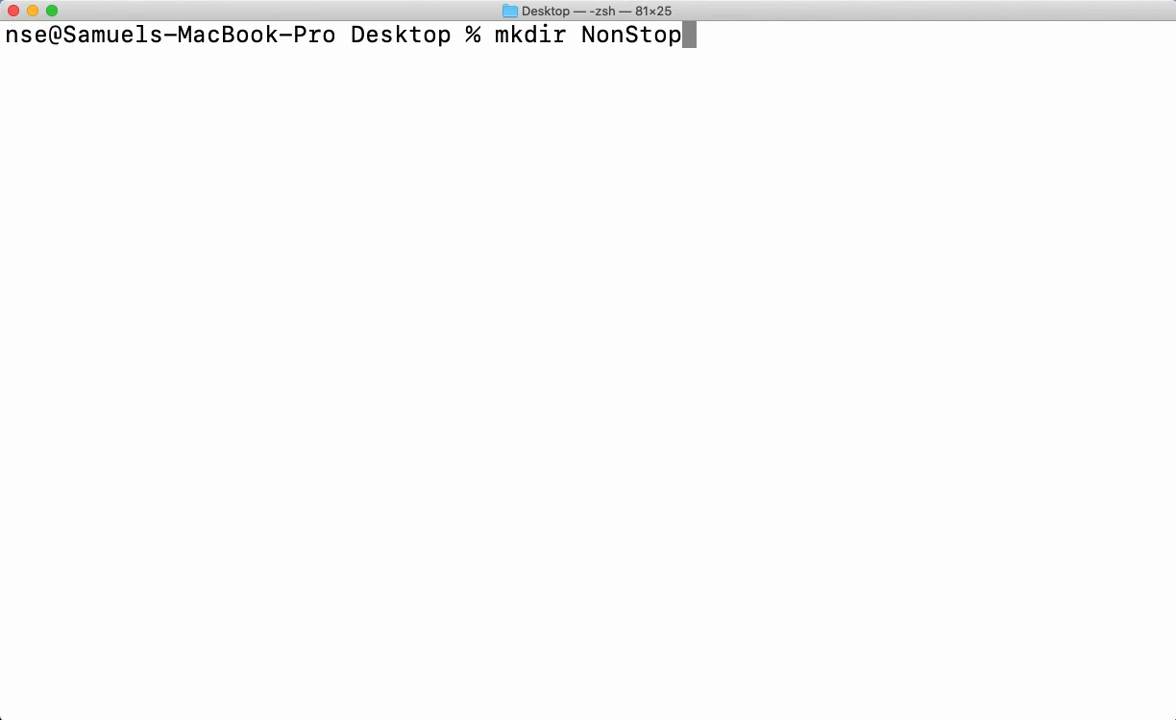 Desktop — -zsh — 81×25
nse@Samuels-MacBook-Pro Desktop % mkdir NonStop